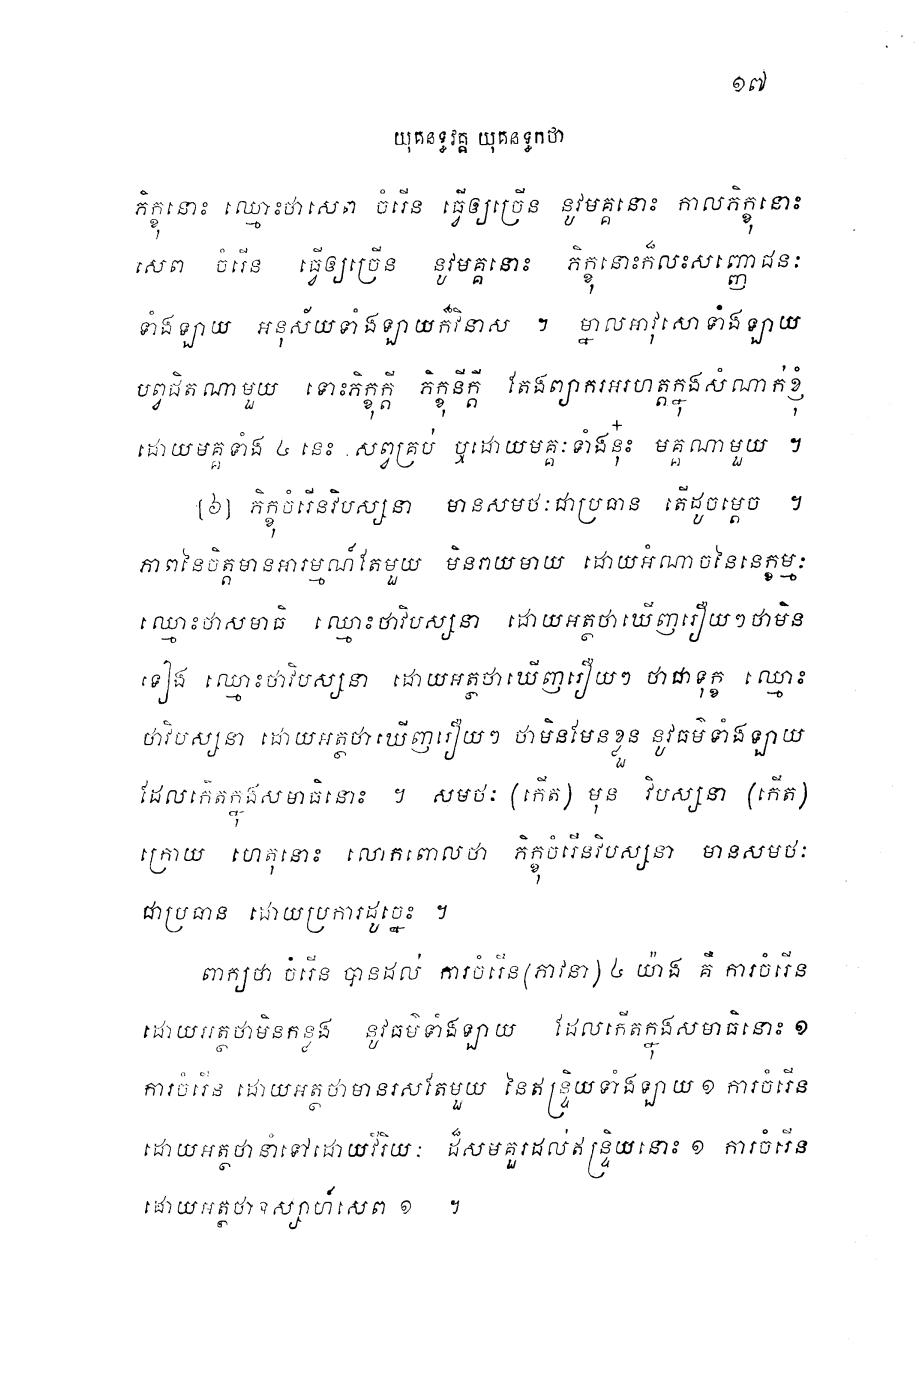 ១៧
យុគនទ្ធវគ្គ យុគនទ្ធកថា
ភិក្ខុនោះ ឈ្មោះថាសេព ចំរើន ធ្វើឲ្យច្រើន នូវមគ្គនោះ កាលភិក្ខុនោះ
សេព ចំរើន ធ្វើឲ្យច្រើន នូវមគ្គនោះ ភិក្ខុនោះក៏លះសញ្ញោជនៈ
ទាំងឡាយ អនុស័យទាំងឡាយក៏វិនាស ។ ម្នាលអាវុសោទាំងឡាយ
បព្វជិតណាមួយ ទោះភិក្ខុក្តី ភិក្ខុនីក្តី តែងព្យាករអរហត្តក្នុងសំណាក់ខ្ញុំ
ដោយមគ្គទាំង ៤ នេះ សព្វគ្រប់ ឬដោយមគ្គៈទាំងនុ៎ះ មគ្គណាមួយ ។
[៦] ភិក្ខុចំរើនវិបស្សនា មានសមថៈជាប្រធាន តើដូចម្តេច ។
ភាពនៃចិត្តមានអារម្មណ៍តែមួយ មិនរាយមាយ ដោយអំណាចនៃនេក្ខម្មៈ
ឈ្មោះថាសមាធិ ឈ្មោះថាវិបស្សនា ដោយអត្ថថាឃើញរឿយៗថាមិន
ទៀង ឈ្មោះថាវិបស្សនា ដោយអត្ថថាឃើញរឿយៗ ថាជាទុក្ខ ឈ្មោះ
ថាវិបស្សនា ដោយអត្ថថាឃើញរឿយៗ ថាមិនមែនខ្លួន នូវធម៌ទាំងឡាយ
ដែលកើតក្នុងសមាធិនោះ ។ សមថៈ (កើត) មុន វិបស្សនា (កើត)
ក្រោយ ហេតុនោះ លោកពោលថា ភិក្ខុចំរើនវិបស្សនា មានសមថៈ
ជាប្រធាន ដោយប្រការដូច្នេះ ។
ពាក្យថា ចំរើន បានដល់ ការចំរើន(ភាវនា) ៤ យ៉ាង គឺ ការចំរើន
ដោយអត្ថថាមិនកន្លង នូវធម៌ទាំងឡាយ ដែលកើតក្នុងសមាធិនោះ ១
ការចំរើន ដោយអត្ថថាមានរសតែមួយ នៃឥន្ទ្រិយទាំងឡាយ ១ ការចំរើន
ដោយអត្ថថានាំទៅដោយវីរិយៈ ដ៏សមគួរដល់ឥន្ទ្រិយនោះ ១ ការចំរើន
ដោយអត្ថថាឧស្សាហ៍សេព ១ ។